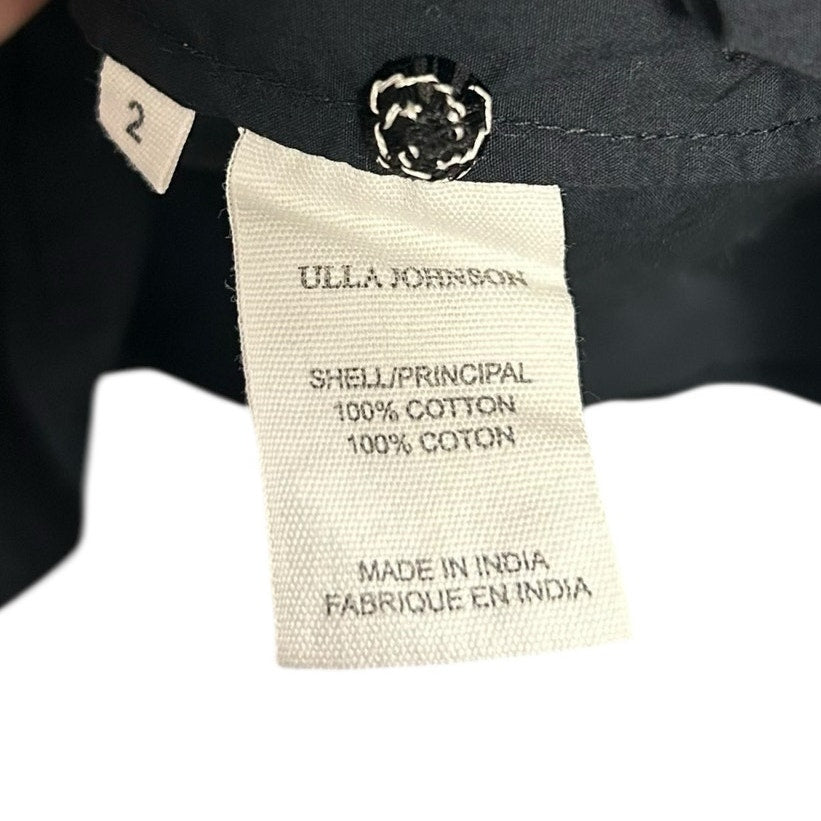 2
ULLA JOHNSON
SHELL/PRINCIPAL
100% COTTON
100% COTON
MADE IN INDIA
FABRIQUE EN INDIA